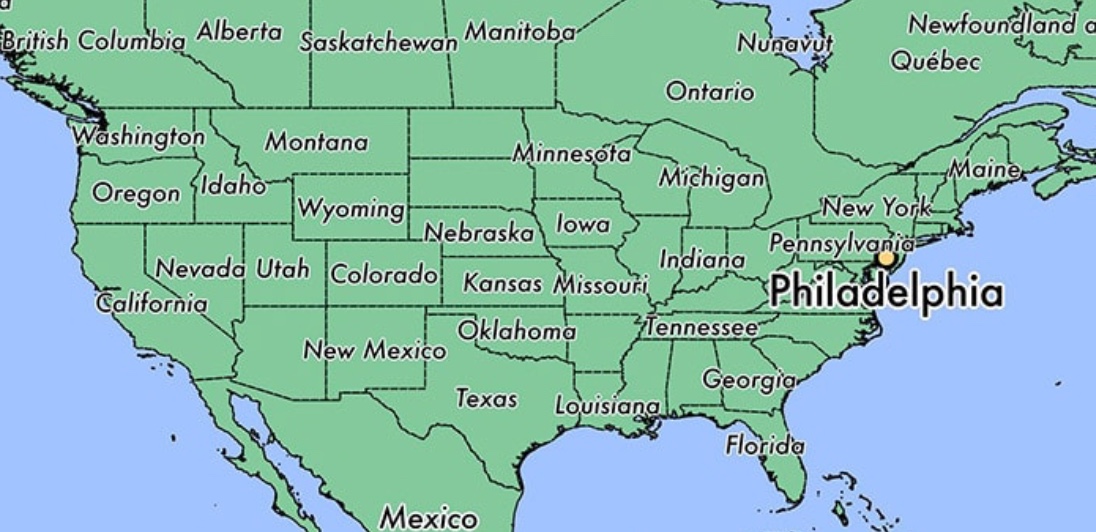 Alberta
British Columbia
Saskatchewan
Manitoba
Nunavut
Newfoundland a
Québec
Ontario
Washington
Montana
Minnesota
Michigan
Maine
Oregon
Idaho
Wyoming
New York
Nebraska
Iowa
Pennsylvania
Nevada
Utah
Colorado
Kansas
Missouri
Indiana
Philadelphia
California
Oklahoma
Tennessee
New Mexico
Texas
Louisiana
Georgia
Florida
Mexico